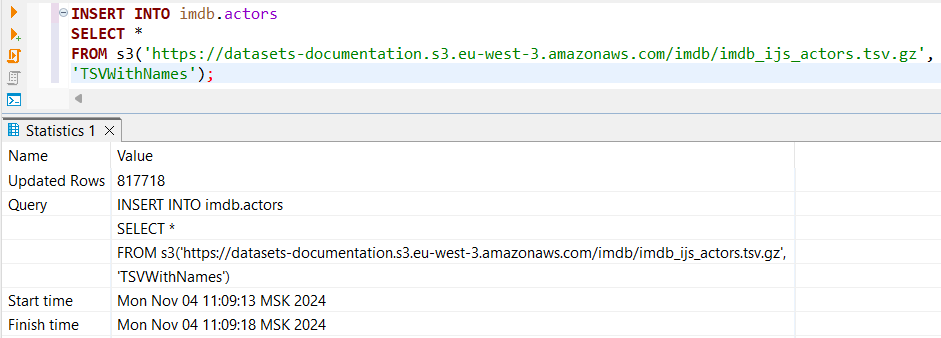 INSERT INTO imdb.actors
SELECT *
FROM s3('https://datasets-documentation.s3.eu-west-3.amazonaws.com/imdb/imdb_ijs_actors.tsv.gz',
'TSVWithNames');
Statistics 1
Name Value
Updated Rows 817718
Query INSERT INTO imdb.actors
SELECT *
FROM s3('https://datasets-documentation.s3.eu-west-3.amazonaws.com/imdb/imdb_ijs_actors.tsv.gz',
'TSVWithNames')
Start time Mon Nov 04 11:09:13 MSK 2024
Finish time Mon Nov 04 11:09:18 MSK 2024